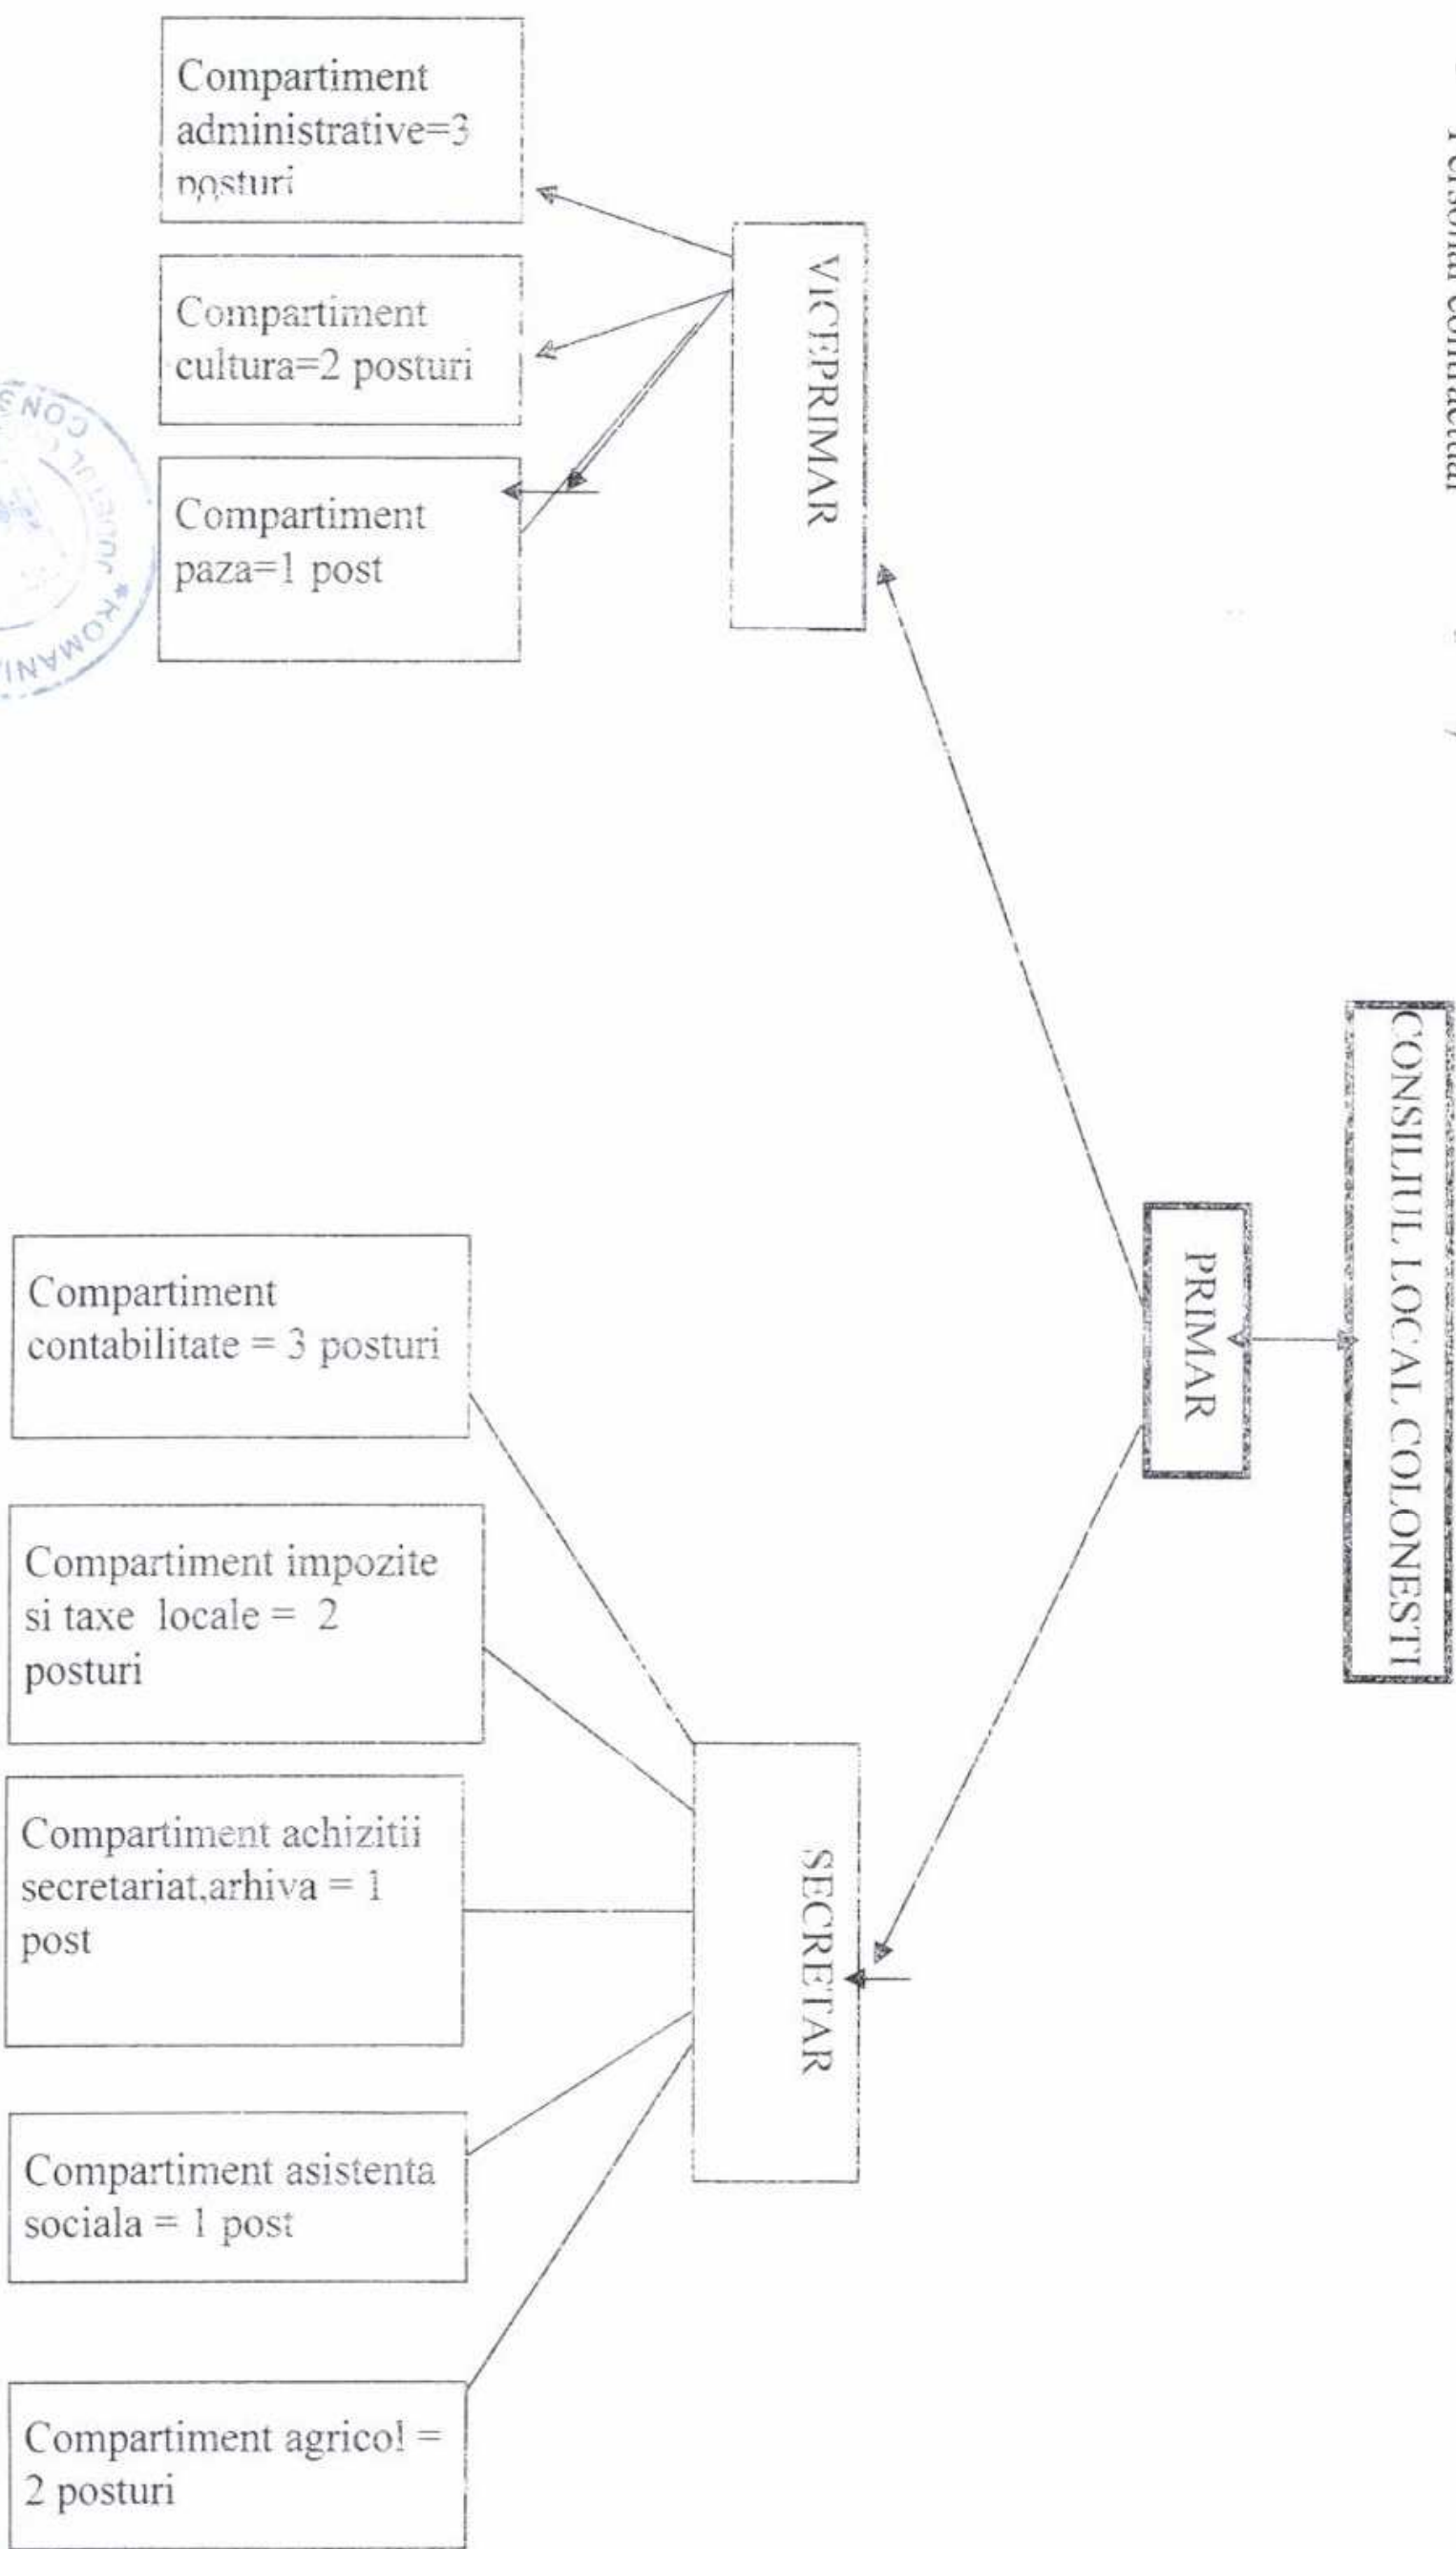 Personal contractual
CONSILIUL LOCAL COLONESTI
PRIMAR
VICEPRIMAR
SECRETAR
Compartiment
administrative=3
posturi
Compartiment
cultura=2 posturi
Compartiment
paza=1 post
Compartiment
contabilitate = 3 posturi
Compartiment impozite
si taxe locale = 2
posturi
Compartiment achizitii
secretariat,arhiva = 1
post
Compartiment asistenta
sociala = 1 post
Compartiment agricol =
2 posturi